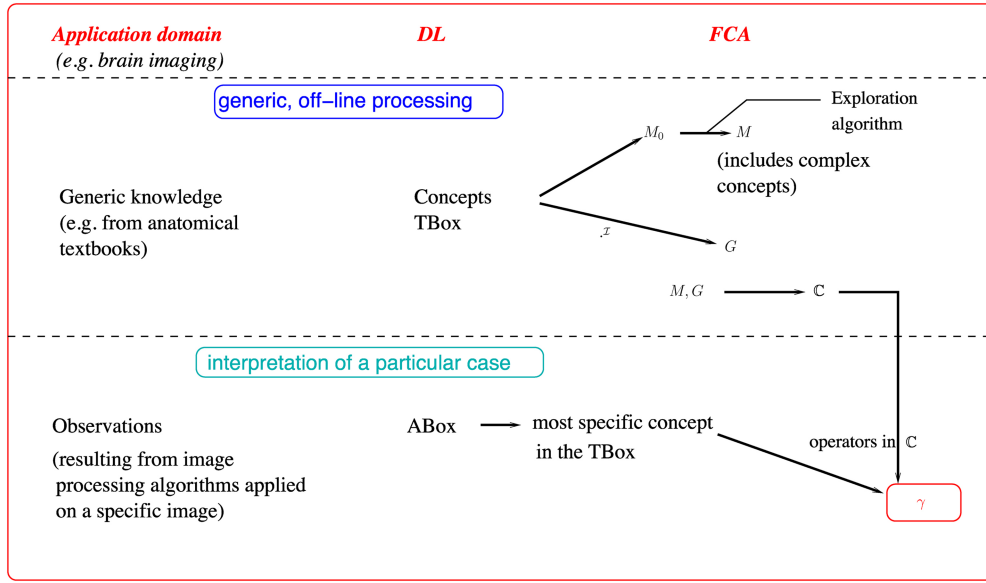 Application domain
(e.g. brain imaging)
DL
FCA
generic, off−line processing
Exploration
algorithm
M₀
M
(includes complex
concepts)
Generic knowledge
(e.g. from anatomical
textbooks)
Concepts
TBox
.ℐ
G
M, G
ℂ
interpretation of a particular case
Observations
(resulting from image
processing algorithms applied
on a specific image)
ABox
most specific concept
in the TBox
operators in ℂ
γ